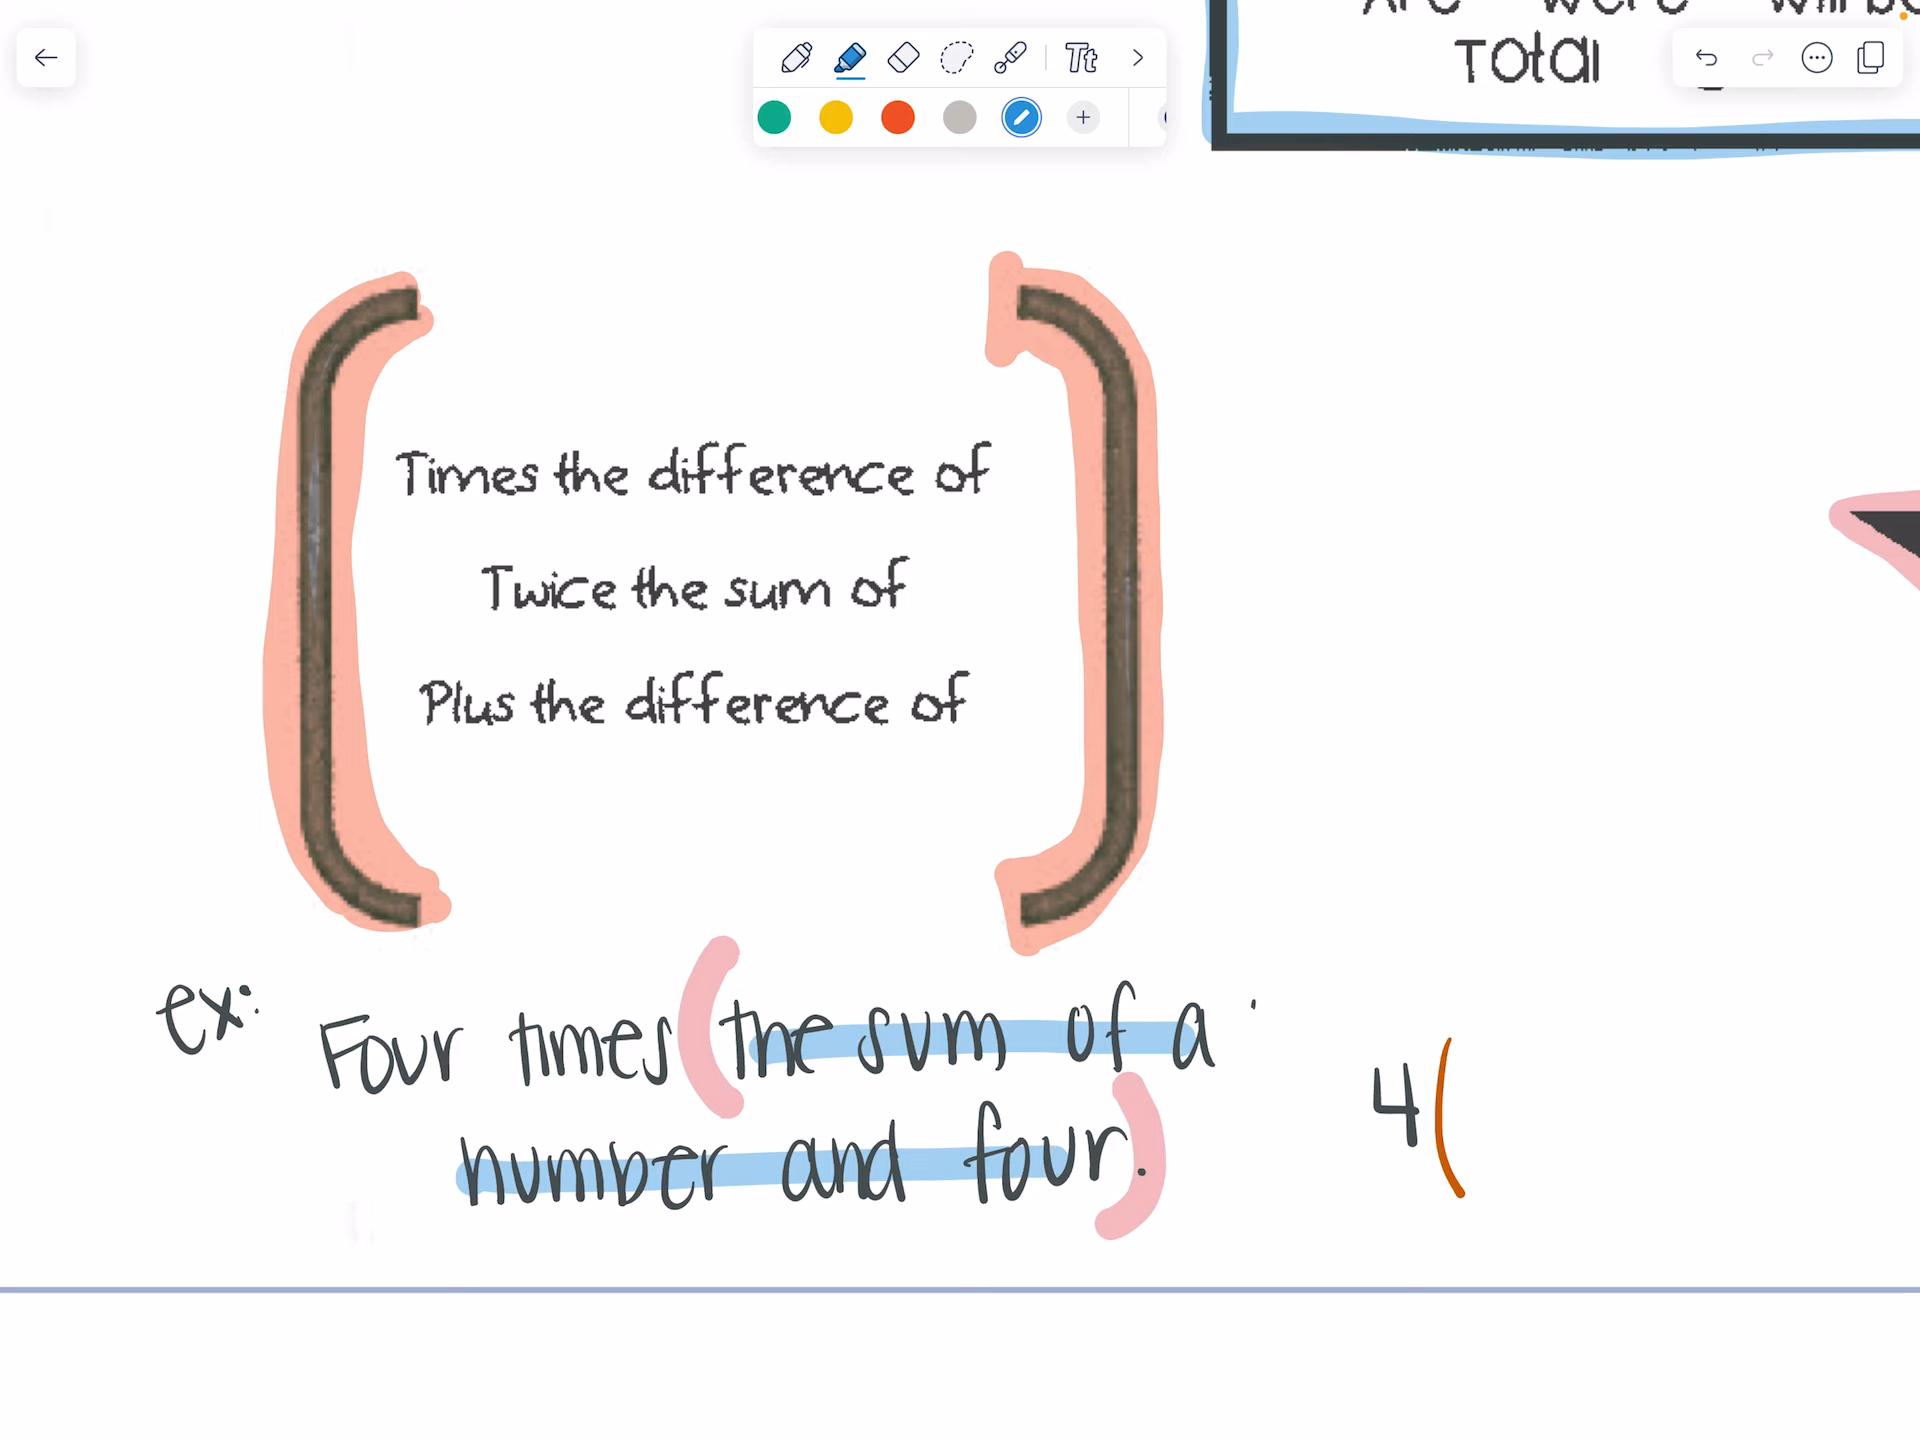 Total
Tt
Times the difference of
Twice the sum of
Plus the difference of
ex: Four times (the sum of a
number and four.)
4(